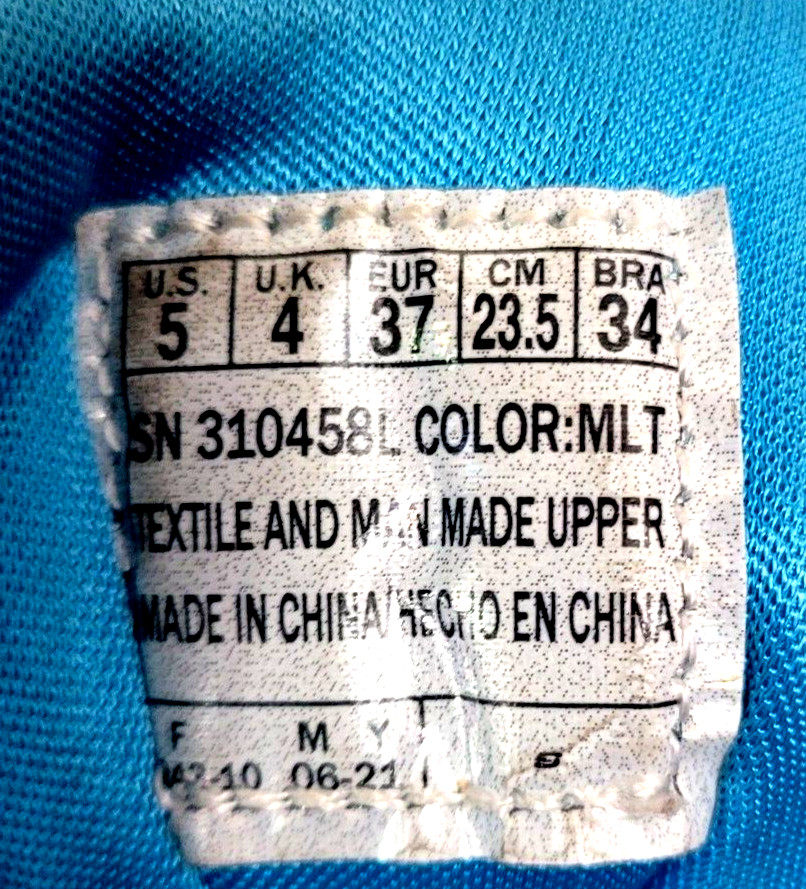 U.S. U.K. EUR CM BRA
5 4 37 23.5 34
SN 310458L COLOR:MLT
TEXTILE AND MAN MADE UPPER
MADE IN CHINA/HECHO EN CHINA
F M Y
06-21